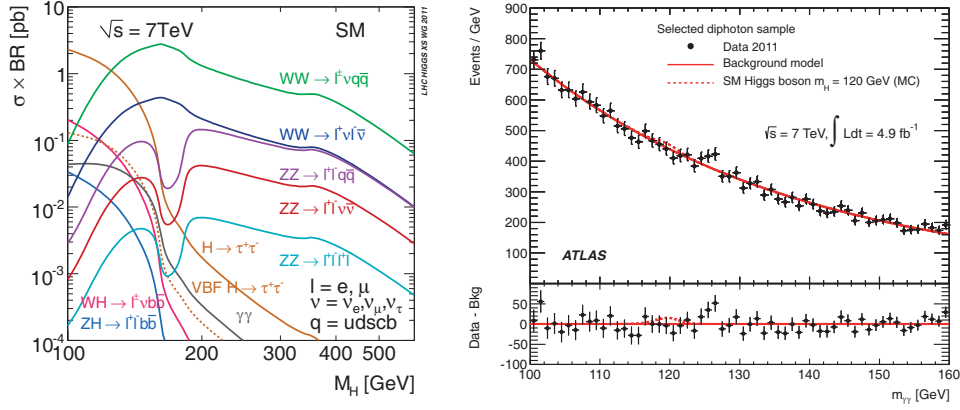 σ × BR [pb]
10
1
10⁻¹
10⁻²
10⁻³
10⁻⁴
√s = 7TeV
SM
LHC HIGGS XS WG 2011
WW → l±νqq̄
WW → l⁺νl⁻ν̄
ZZ → l⁺l⁻qq̄
ZZ → l⁺l⁻νν̄
H → τ⁺τ⁻
ZZ → l⁺l⁻l⁺l⁻
VBF H → τ⁺τ⁻
WH → l±νbb̄
ZH → l⁺l⁻bb̄
γγ
l = e, μ
ν = νe,νμ,ντ
q = udscb
100 200 300 400 500
M_H [GeV]
Events / GeV
900
800
700
600
500
400
300
200
100
Selected diphoton sample
Data 2011
Background model
SM Higgs boson m_H = 120 GeV (MC)
√s = 7 TeV, ∫ Ldt = 4.9 fb⁻¹
ATLAS
Data - Bkg
50
0
-50
-100
100 110 120 130 140 150 160
m_γγ [GeV]